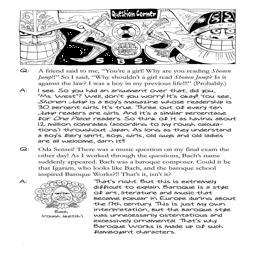 Question Corner
Q: A friend said to me, "You're a girl! Why are you reading Shonen
Jump?!" So I said, "Why shouldn't a girl read Shonen Jump? Is it
against the law? I was a boy in my previous life!!!" (Probably.)
A: I see. So you had an argument over that, did you,
"Ms. West"? Well, don't you worry! It's okay! You see,
Shonen Jump is a boy's magazine whose readership is
30 percent girls. It's true. Three out of every ten
Jump readers are girls. And it's a similar percentage
for One Piece readers. So think of it as having about
12 million comrades (according to my rough calcula-
tions) throughout Japan. As long as they understand
a boy's fiery spirit, boys, girls, old guys and old ladies
are all welcome, darn it!!
Q: Oda Sensei! There was a music question on my final exam the
other day! As I worked through the questions, Bach's name
suddenly appeared. Bach was a baroque composer. Could it be
that Igaram, who looks like Bach, and the baroque school
inspired Baroque Works?! That's it, isn't it?
A: That's right. But this is extremely
difficult to explain. Baroque is a style
of art, literature and music that
became popular in Europe during about
the 17th century. This is just my own
interpretation, but the baroque style
was unnecessarily ostentatious and
excessively ornamental. That's why
Baroque Works is made up of such
flamboyant characters.
Bach
(rough sketch)